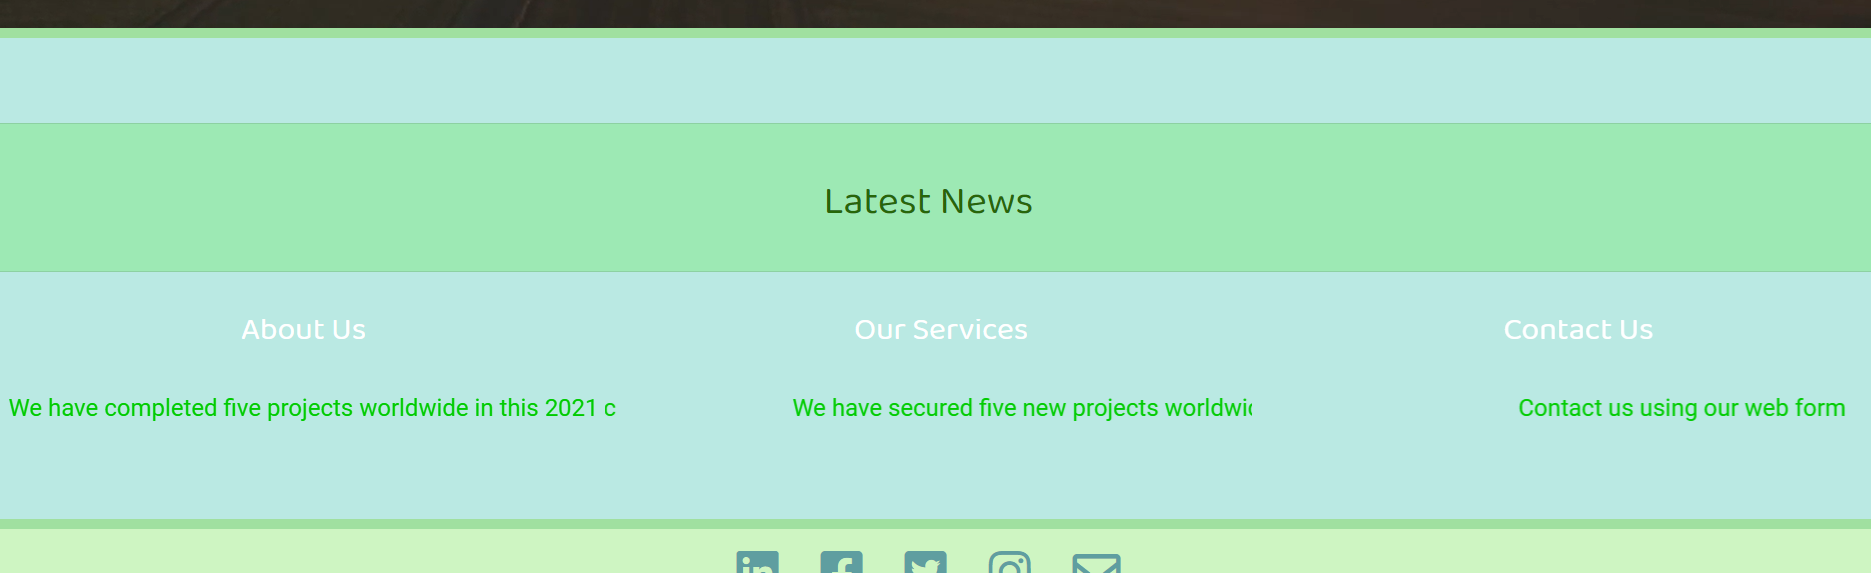 Latest News
About Us
Our Services
Contact Us
We have completed five projects worldwide in this 2021 c
We have secured five new projects
Contact us using our web form